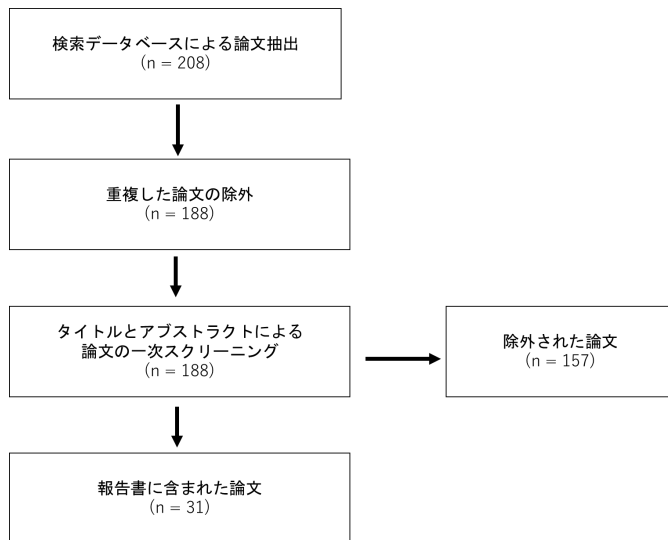 検索データベースによる論文抽出
(n = 208)
重複した論文の除外
(n = 188)
タイトルとアブストラクトによる
論文の一次スクリーニング
(n = 188)
除外された論文
(n = 157)
報告書に含まれた論文
(n = 31)